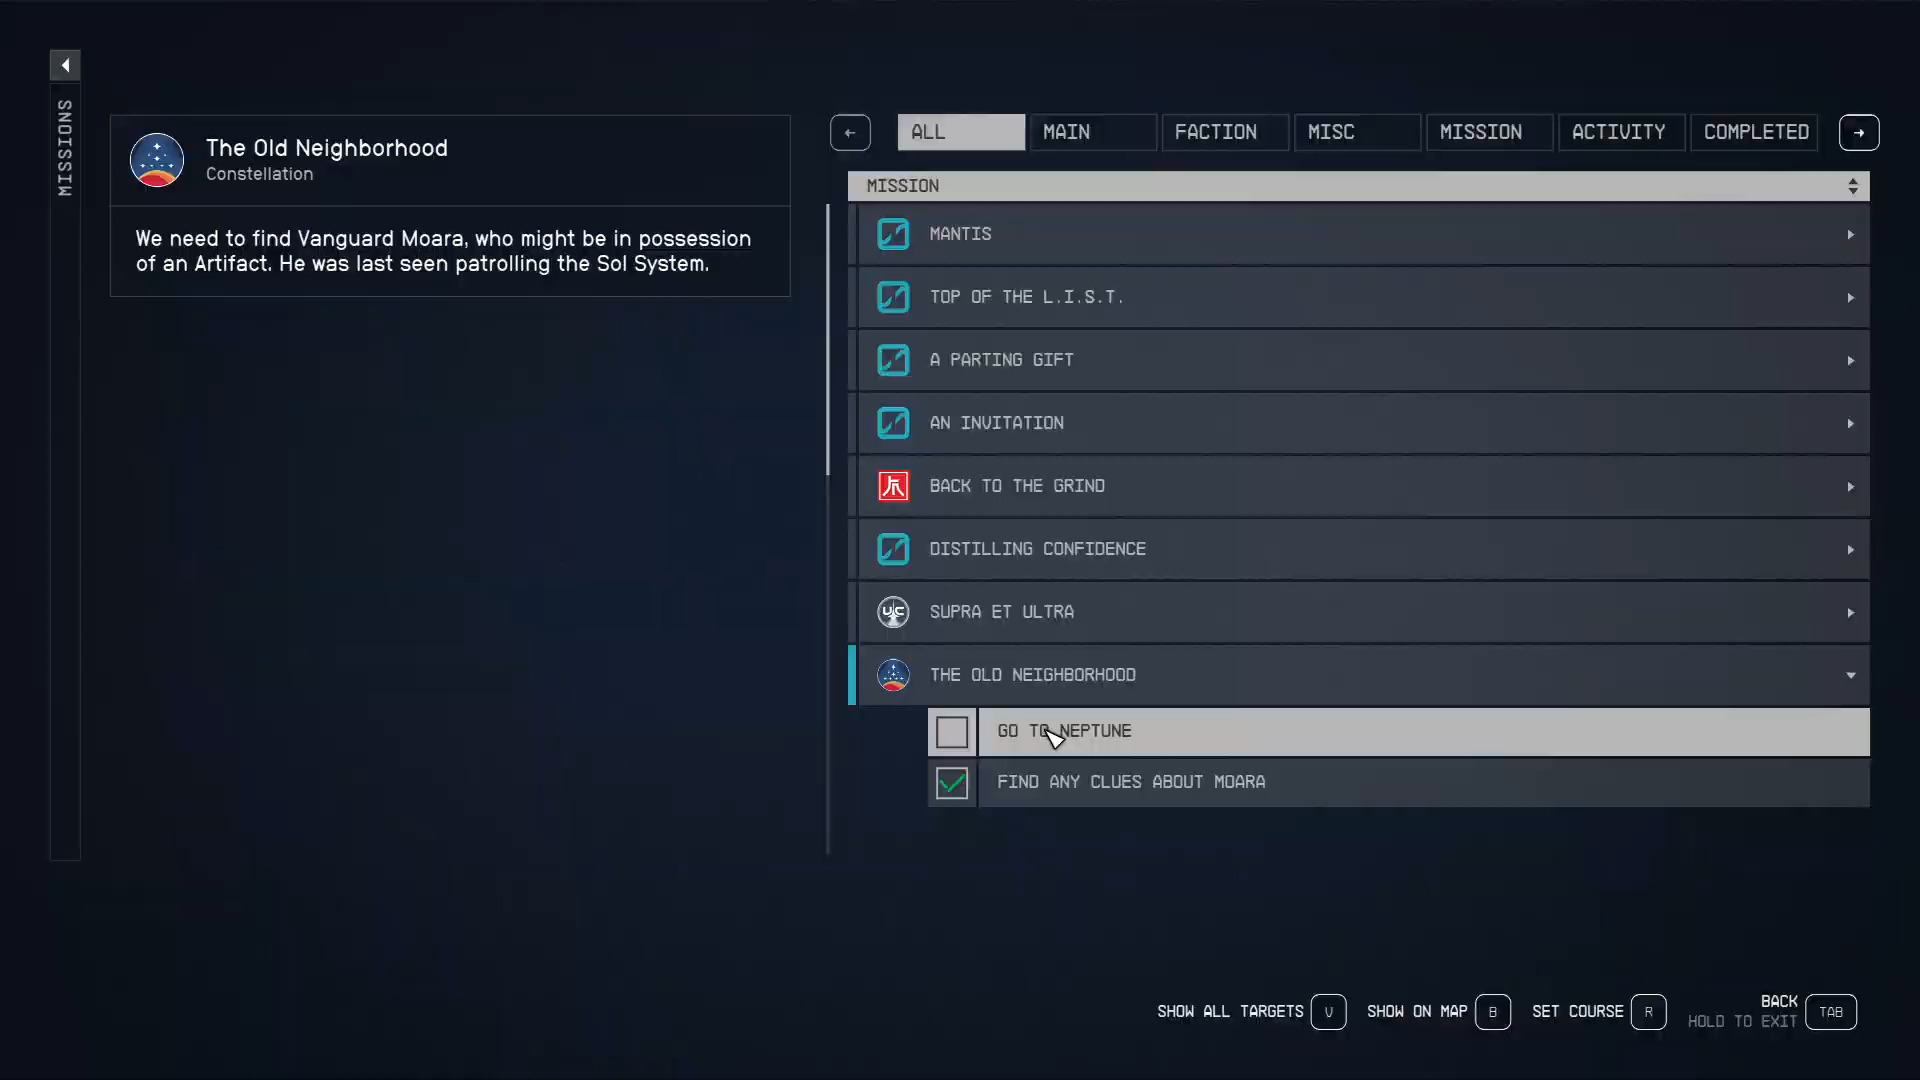 MISSIONS
The Old Neighborhood
Constellation
We need to find Vanguard Moara, who might be in possession
of an Artifact. He was last seen patrolling the Sol System.
ALL
MAIN
FACTION
MISC
MISSION
ACTIVITY
COMPLETED
MISSION
MANTIS
TOP OF THE L.I.S.T.
A PARTING GIFT
AN INVITATION
BACK TO THE GRIND
DISTILLING CONFIDENCE
UC
SUPRA ET ULTRA
THE OLD NEIGHBORHOOD
GO TO NEPTUNE
FIND ANY CLUES ABOUT MOARA
SHOW ALL TARGETS V
SHOW ON MAP B
SET COURSE R
BACK
HOLD TO EXIT
TAB